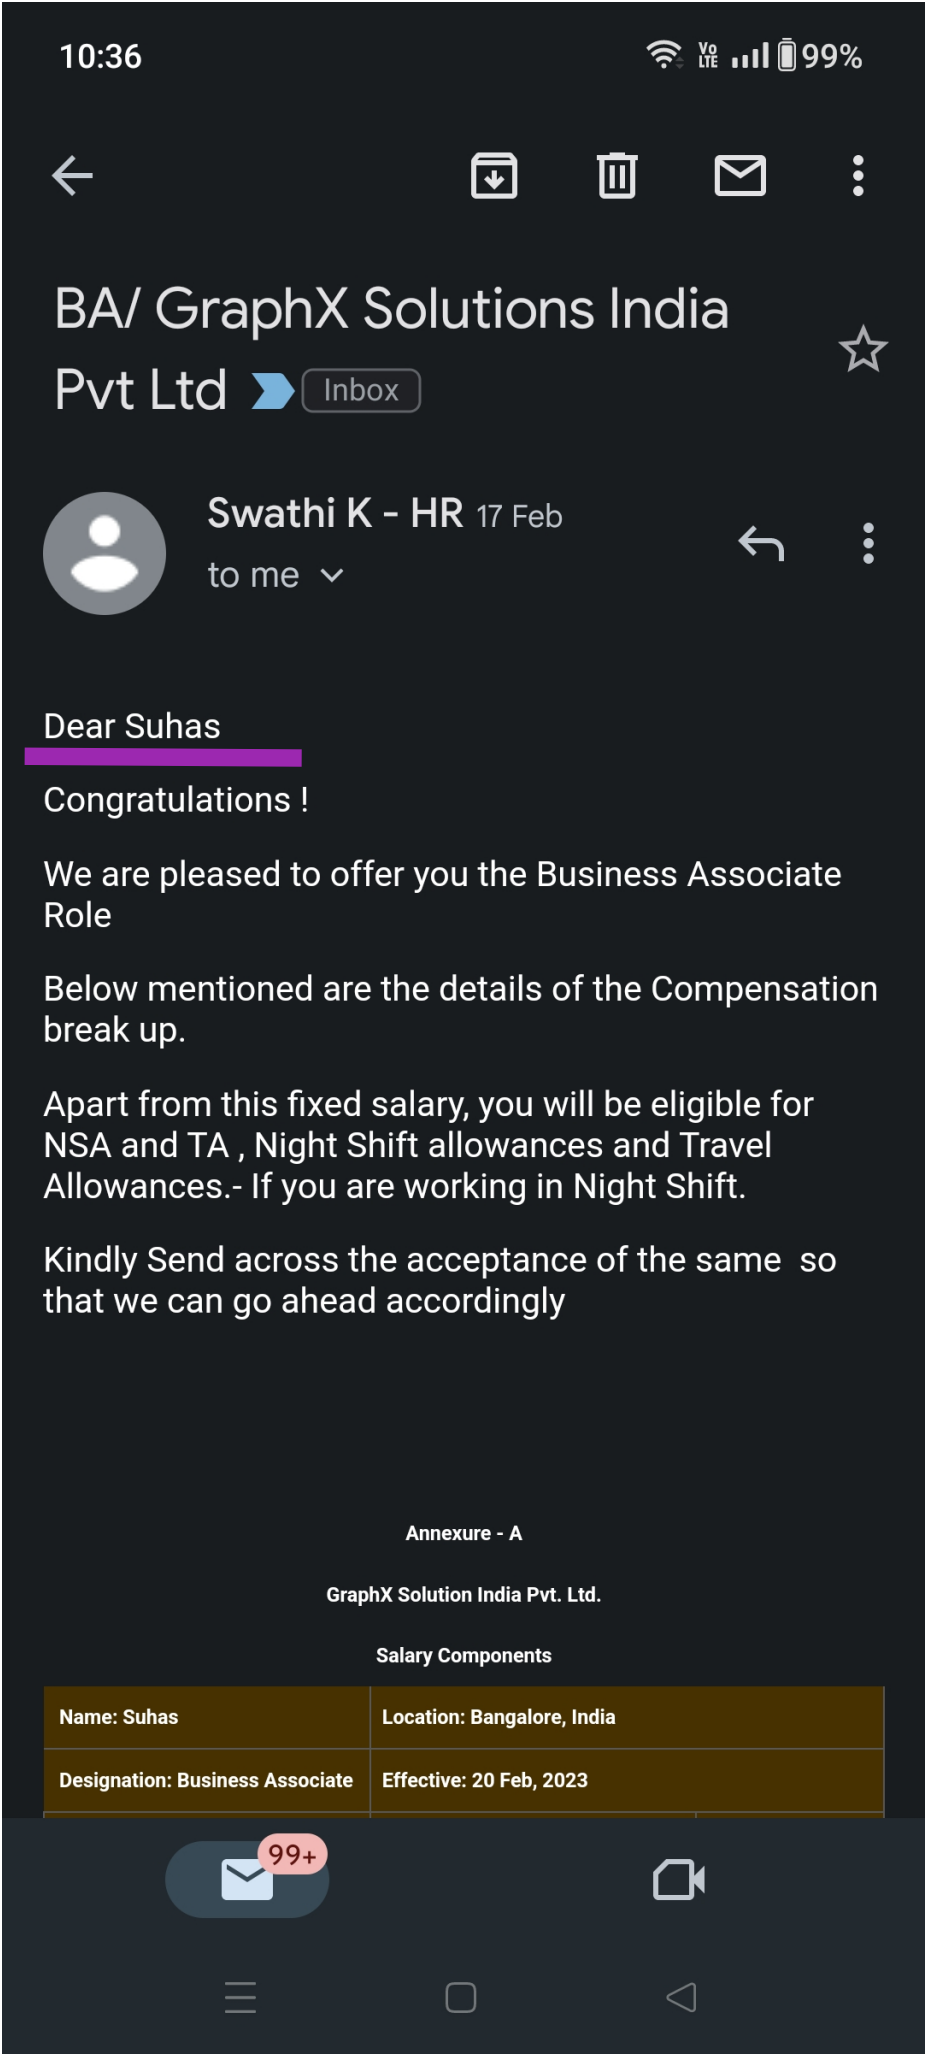 10:36
Vo LTE
99%
BA/ GraphX Solutions India
Pvt Ltd
Inbox
Swathi K - HR 17 Feb
to me
Dear Suhas
Congratulations !
We are pleased to offer you the Business Associate
Role
Below mentioned are the details of the Compensation
break up.
Apart from this fixed salary, you will be eligible for
NSA and TA , Night Shift allowances and Travel
Allowances.- If you are working in Night Shift.
Kindly Send across the acceptance of the same  so
that we can go ahead accordingly
Annexure - A
GraphX Solution India Pvt. Ltd.
Salary Components
Name: Suhas Location: Bangalore, India
Designation: Business Associate Effective: 20 Feb, 2023
99+